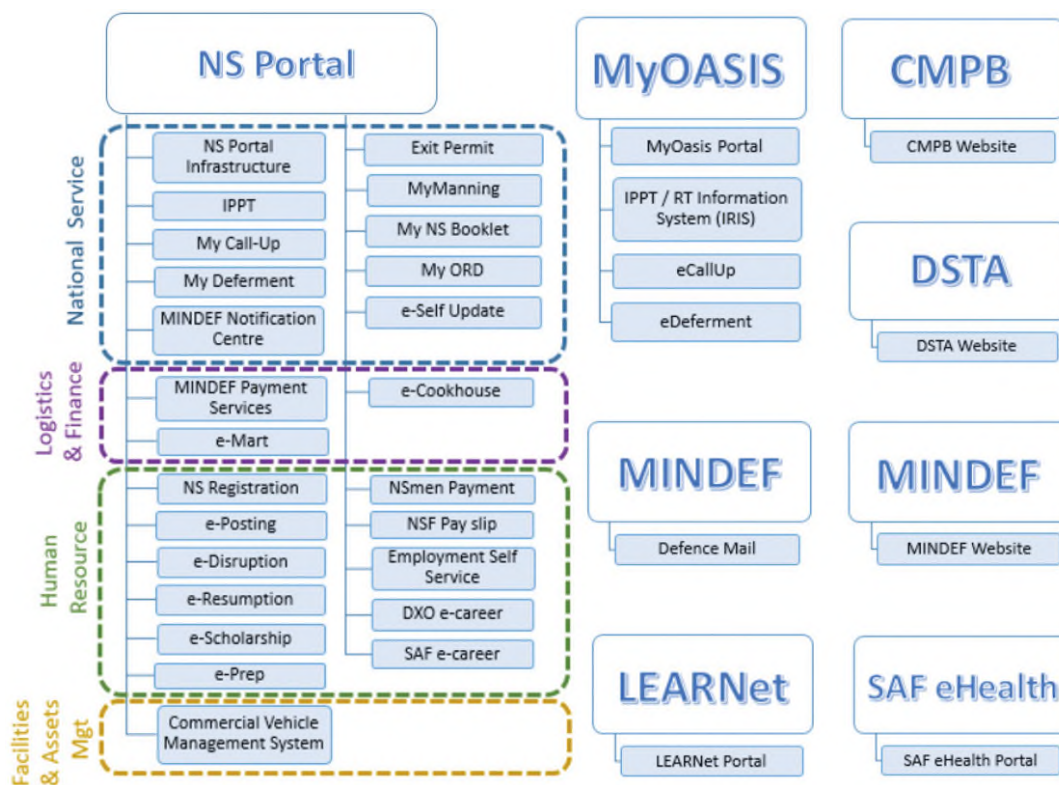 NS Portal
National Service
NS Portal
Infrastructure
IPPT
My Call-Up
My Deferment
MINDEF Notification
Centre
Exit Permit
MyManning
My NS Booklet
My ORD
e-Self Update
Logistics
& Finance
MINDEF Payment
Services
e-Mart
e-Cookhouse
Human
Resource
NS Registration
e-Posting
e-Disruption
e-Resumption
e-Scholarship
e-Prep
NSmen Payment
NSF Pay slip
Employment Self
Service
DXO e-career
SAF e-career
Facilities
& Assets
Mgt
Commercial Vehicle
Management System
MyOASIS
MyOasis Portal
IPPT / RT Information
System (IRIS)
eCallUp
eDeferment
CMPB
CMPB Website
DSTA
DSTA Website
MINDEF
Defence Mail
MINDEF
MINDEF Website
LEARNet
LEARNet Portal
SAF eHealth
SAF eHealth Portal